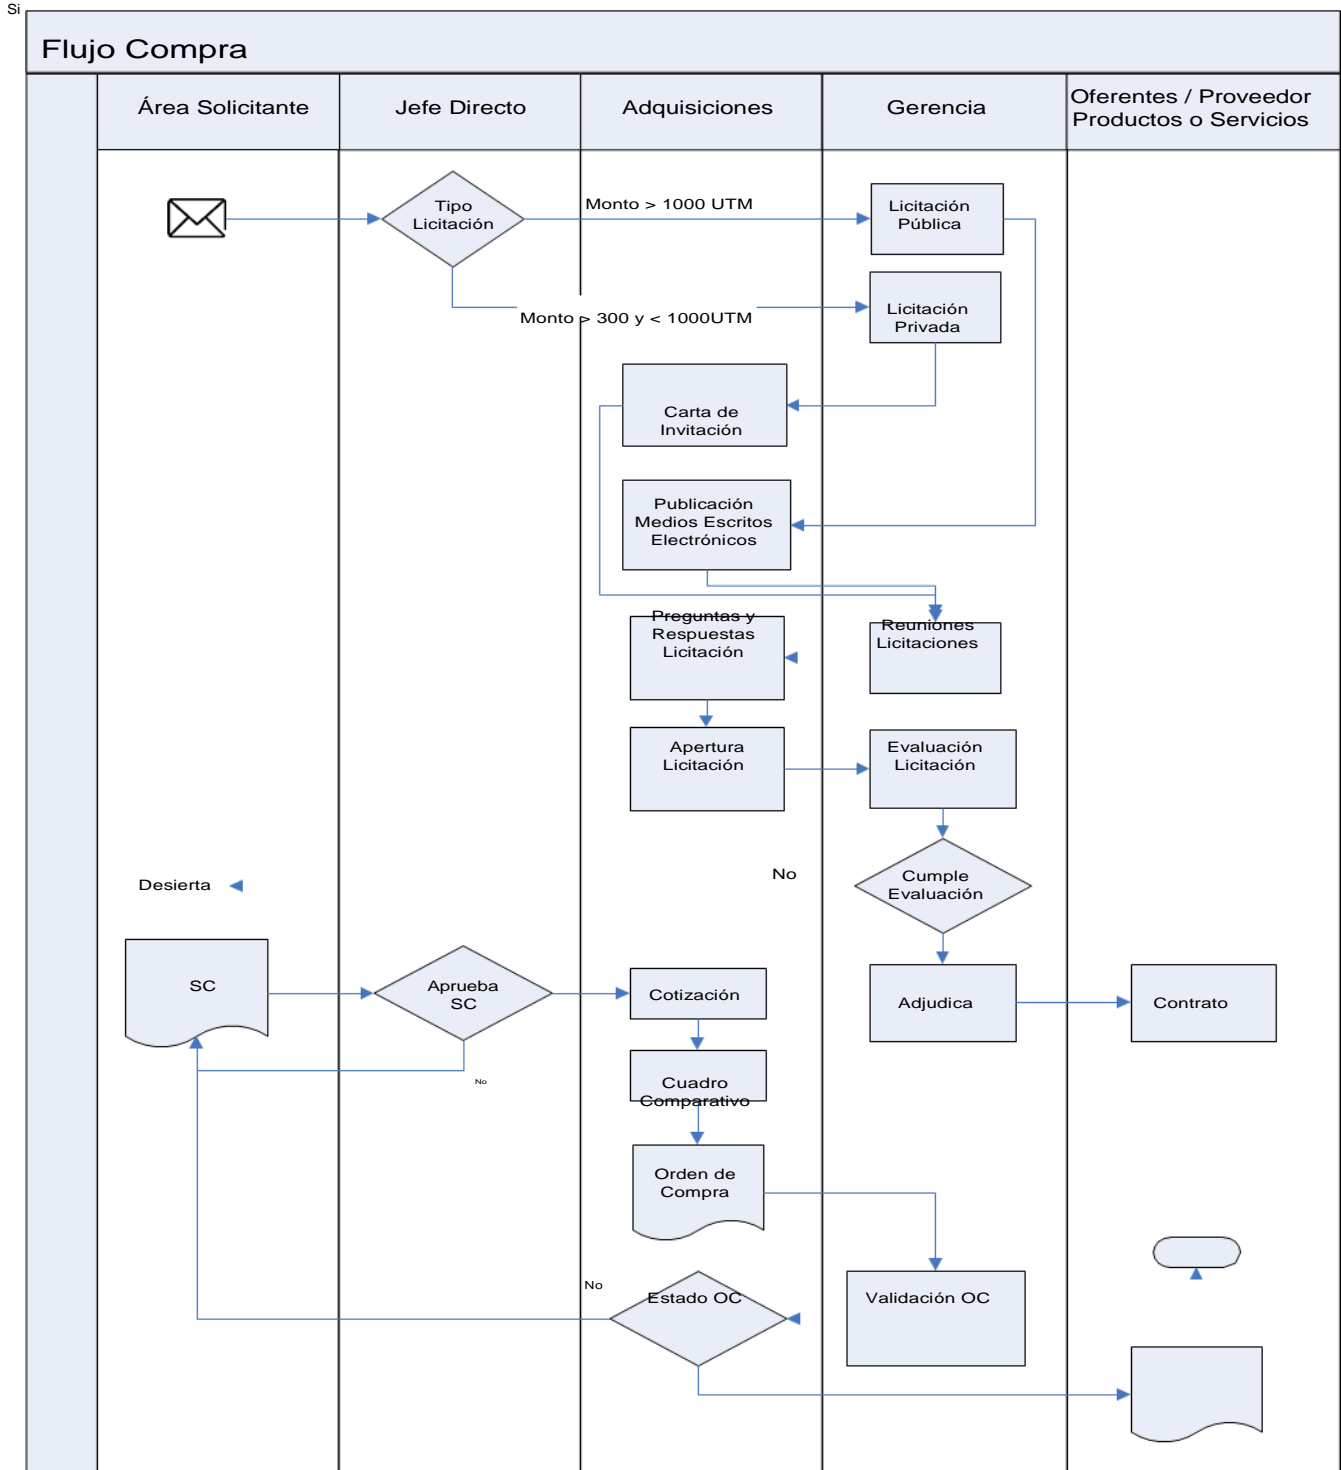 Si
Flujo Compra
Área Solicitante
Jefe Directo
Adquisiciones
Gerencia
Oferentes / Proveedor
Productos o Servicios
Tipo
Licitación
Monto > 1000 UTM
Licitación
Pública
Monto > 300 y < 1000UTM
Licitación
Privada
Carta de
Invitación
Publicación
Medios Escritos
Electrónicos
Preguntas y
Respuestas
Licitación
Reuniones
Licitaciones
Apertura
Licitación
Evaluación
Licitación
Desierta
No
Cumple
Evaluación
SC
Aprueba
SC
Cotización
Adjudica
Contrato
No
Cuadro
Comparativo
Orden de
Compra
No
Estado OC
Validación OC